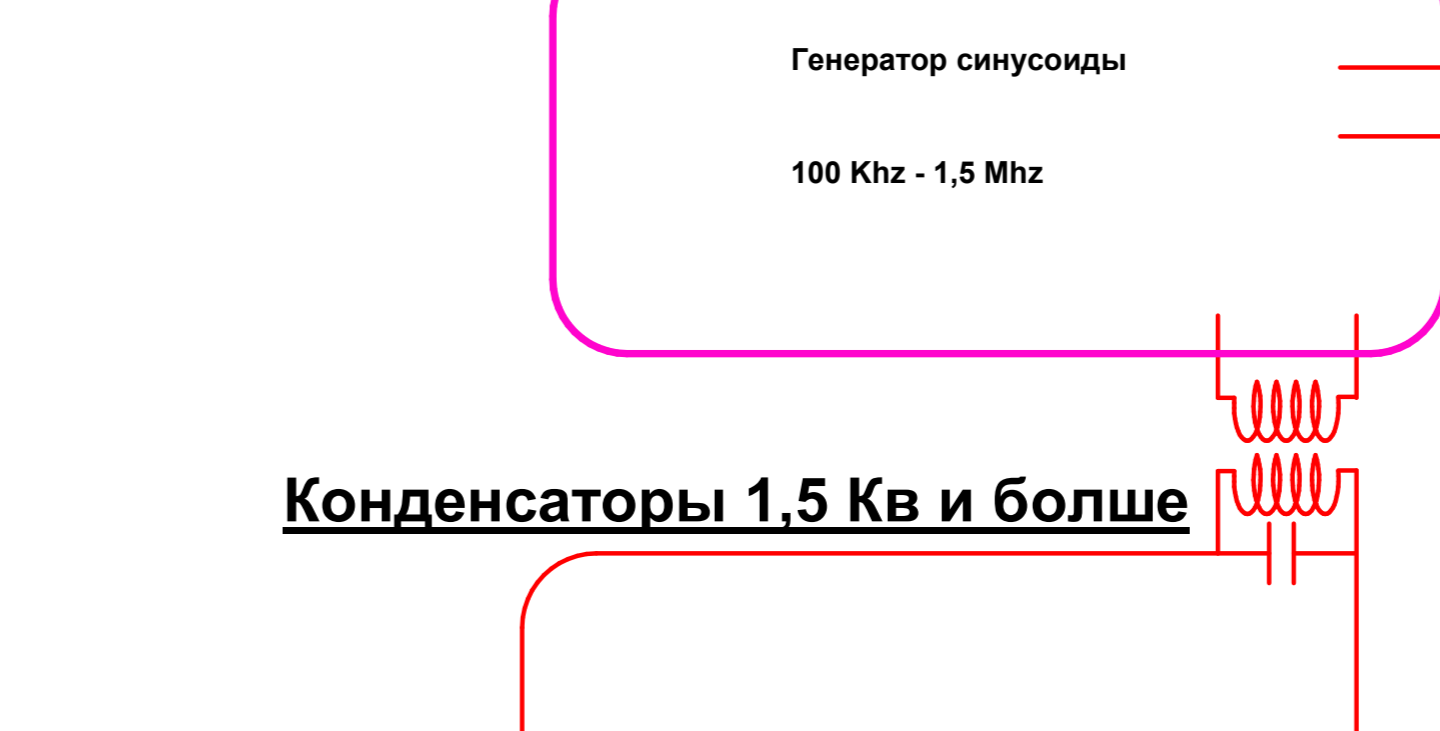 Генератор синусоиды
100 Khz - 1,5 Mhz
Конденсаторы 1,5 Кв и болше